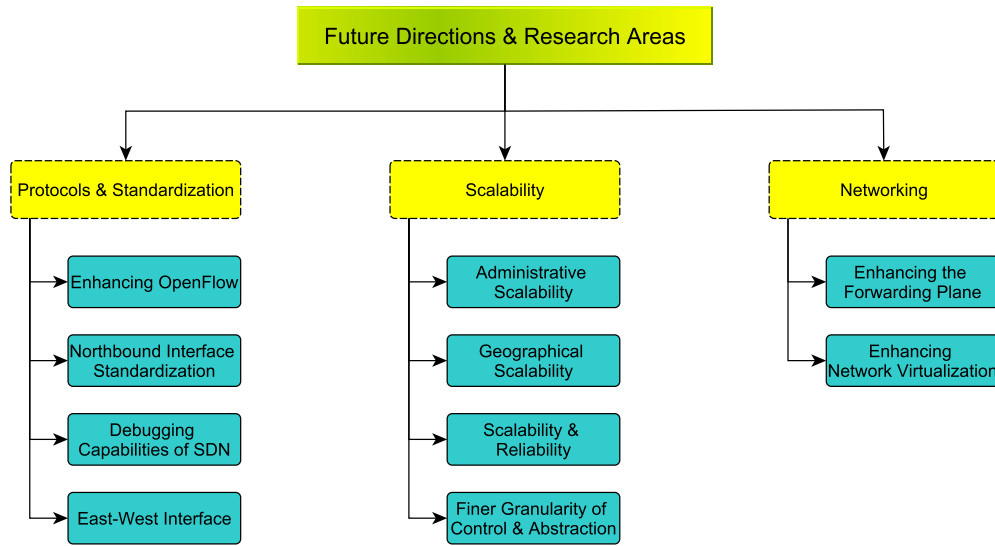 Future Directions & Research Areas
Protocols & Standardization
Scalability
Networking
Enhancing OpenFlow
Northbound Interface
Standardization
Debugging
Capabilities of SDN
East-West Interface
Administrative
Scalability
Geographical
Scalability
Scalability &
Reliability
Finer Granularity of
Control & Abstraction
Enhancing the
Forwarding Plane
Enhancing
Network Virtualization